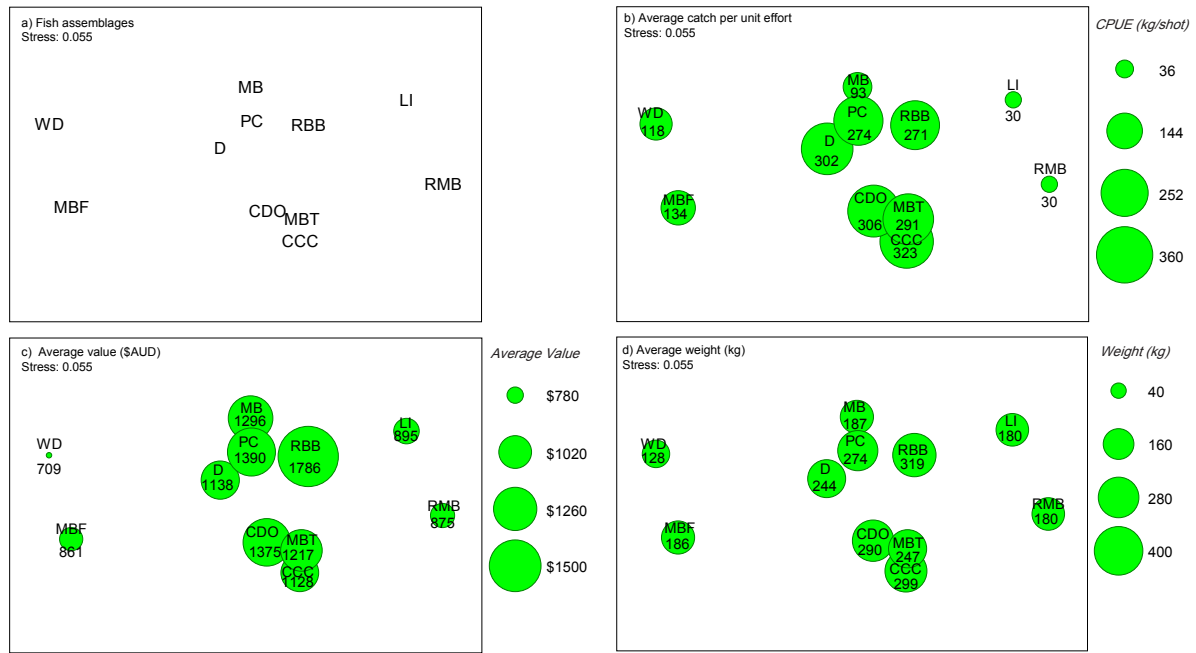 a) Fish assemblages
Stress: 0.055
MB
LI
WD
PC
RBB
D
RMB
MBF
CDO
MBT
CCC
b) Average catch per unit effort
Stress: 0.055
MB
93
LI
30
WD
118
PC
274
RBB
271
D
302
RMB
30
MBF
134
CDO
306
MBT
291
CCC
323
CPUE (kg/shot)
36
144
252
360
c) Average value ($AUD)
Stress: 0.055
MB
1296
LI
895
WD
709
PC
1390
RBB
1786
D
1138
RMB
875
MBF
861
CDO
1375
MBT
1217
CCC
1128
Average Value
$780
$1020
$1260
$1500
d) Average weight (kg)
Stress: 0.055
MB
187
LI
180
WD
128
PC
274
RBB
319
D
244
RMB
180
MBF
186
CDO
290
MBT
247
CCC
299
Weight (kg)
40
160
280
400